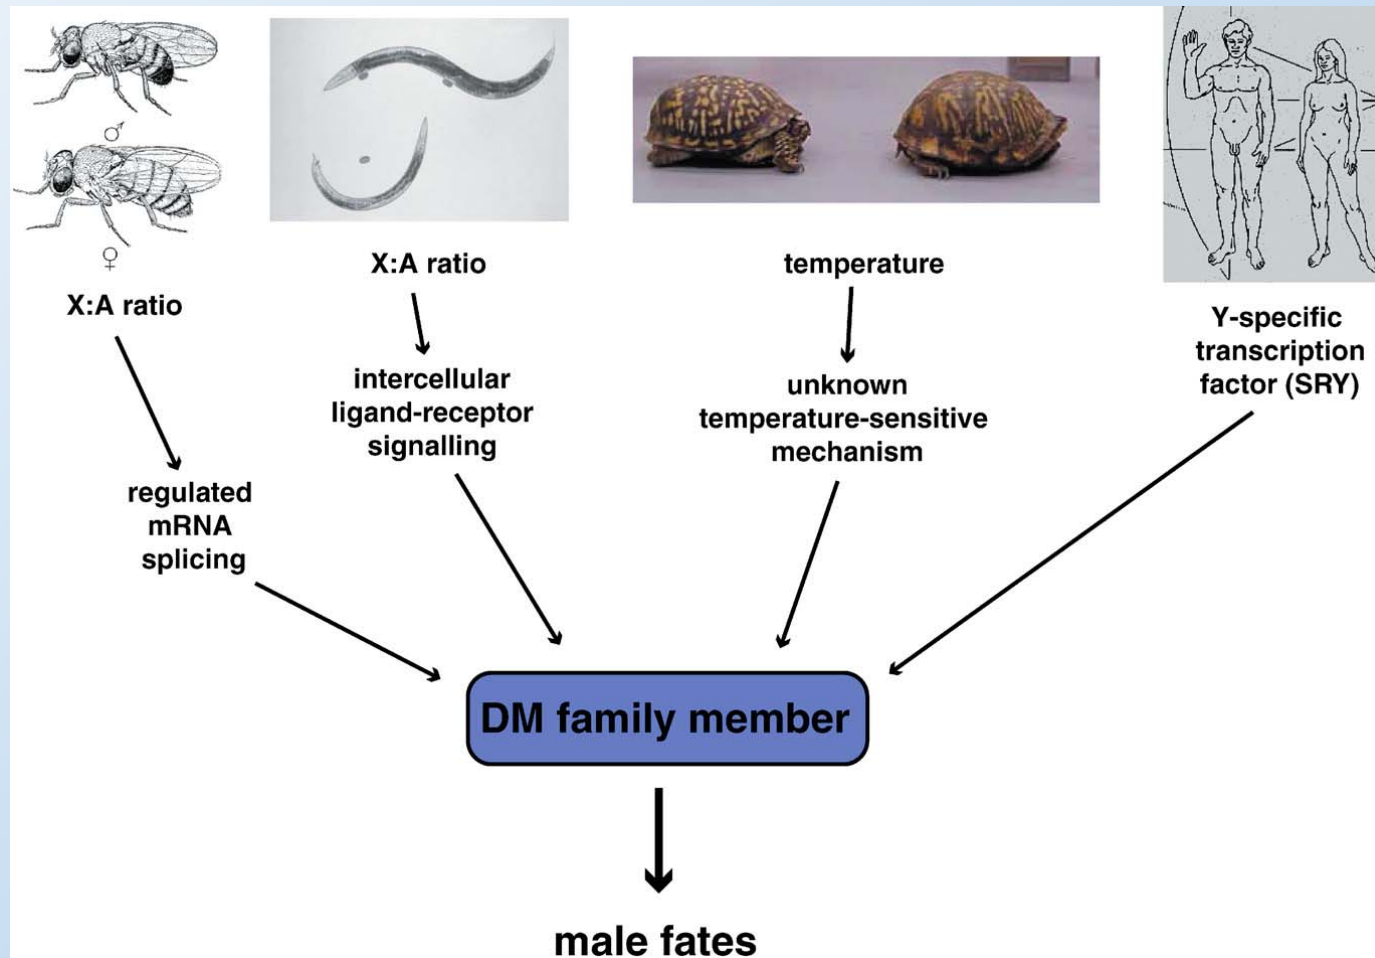 ♂
♀
X:A ratio
regulated
mRNA
splicing
X:A ratio
intercellular
ligand-receptor
signalling
temperature
unknown
temperature-sensitive
mechanism
Y-specific
transcription
factor (SRY)
DM family member
male fates